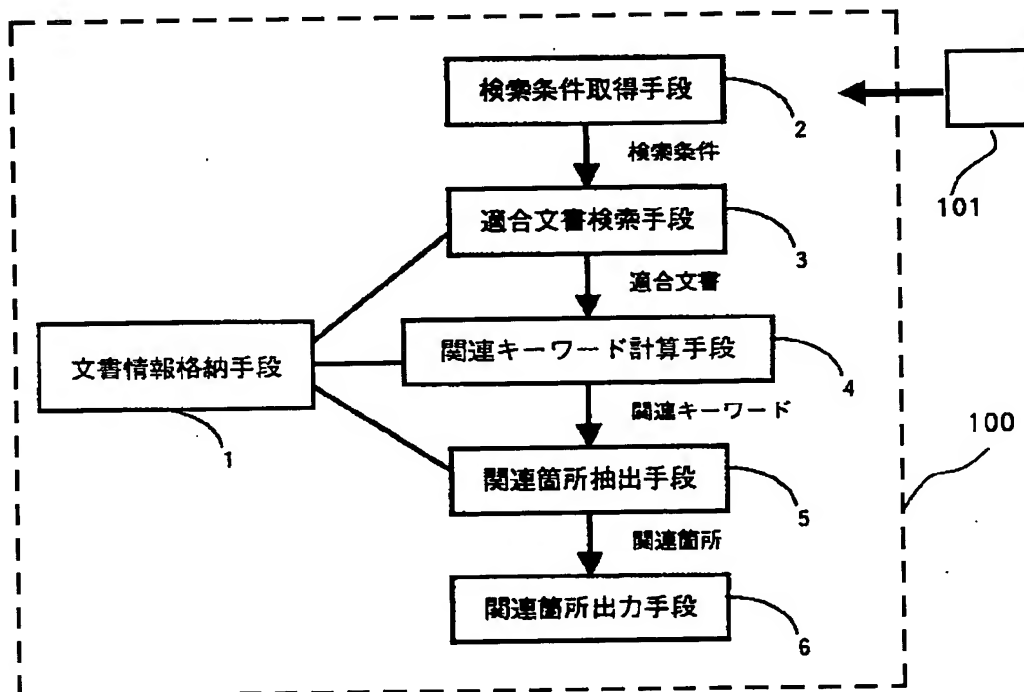 検索条件取得手段
2
検索条件
101
適合文書検索手段
3
適合文書
文書情報格納手段
1
関連キーワード計算手段
4
関連キーワード
100
関連箇所抽出手段
5
関連箇所
関連箇所出力手段
6